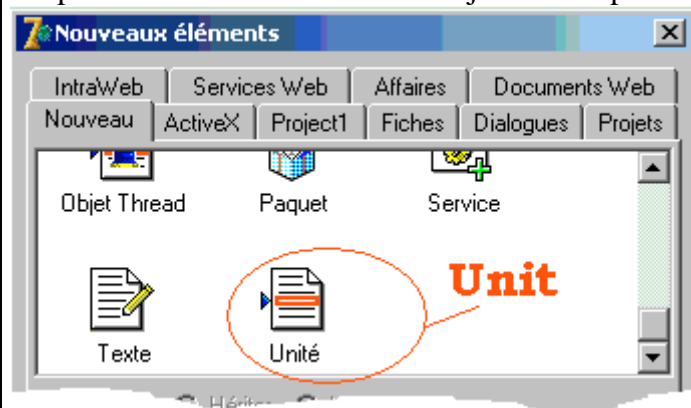 Nouveaux éléments
IntraWeb Services Web Affaires Documents Web
Nouveau ActiveX Project1 Fiches Dialogues Projets
Objet Thread Paquet Service
Unit
Texte Unité